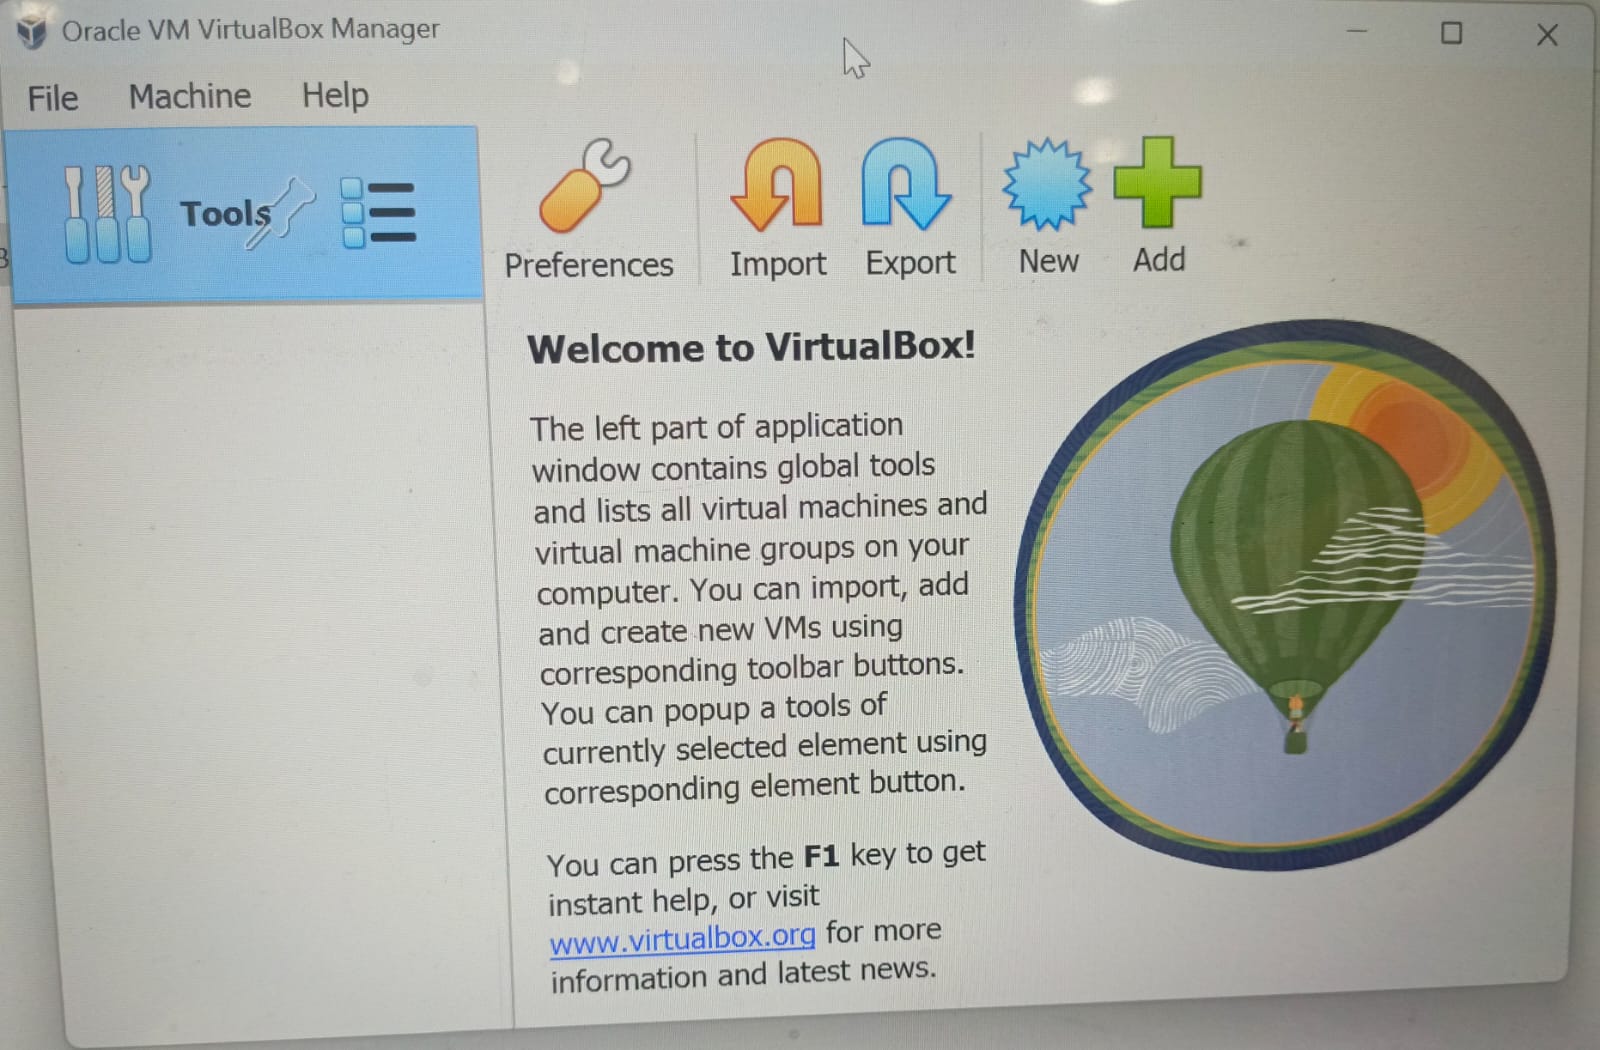 Oracle VM VirtualBox Manager
File Machine Help
Tools
Preferences Import Export New Add
Welcome to VirtualBox!
The left part of application
window contains global tools
and lists all virtual machines and
virtual machine groups on your
computer. You can import, add
and create new VMs using
corresponding toolbar buttons.
You can popup a tools of
currently selected element using
corresponding element button.
You can press the F1 key to get
instant help, or visit
www.virtualbox.org for more
information and latest news.